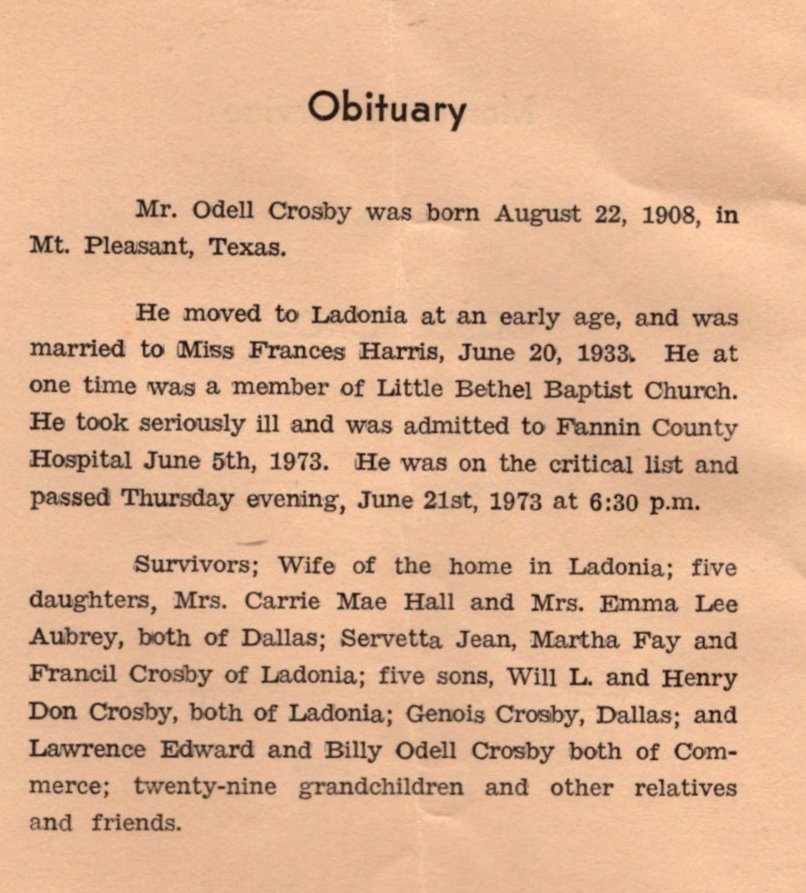 Obituary
Mr. Odell Crosby was born August 22, 1908, in
Mt. Pleasant, Texas.
He moved to Ladonia at an early age, and was
married to Miss Frances Harris, June 20, 1933. He at
one time was a member of Little Bethel Baptist Church.
He took seriously ill and was admitted to Fannin County
Hospital June 5th, 1973. He was on the critical list and
passed Thursday evening, June 21st, 1973 at 6:30 p.m.
Survivors; Wife of the home in Ladonia; five
daughters, Mrs. Carrie Mae Hall and Mrs. Emma Lee
Aubrey, both of Dallas; Servetta Jean, Martha Fay and
Francil Crosby of Ladonia; five sons, Will L. and Henry
Don Crosby, both of Ladonia; Genois Crosby, Dallas; and
Lawrence Edward and Billy Odell Crosby both of Com-
merce; twenty-nine grandchildren and other relatives
and friends.